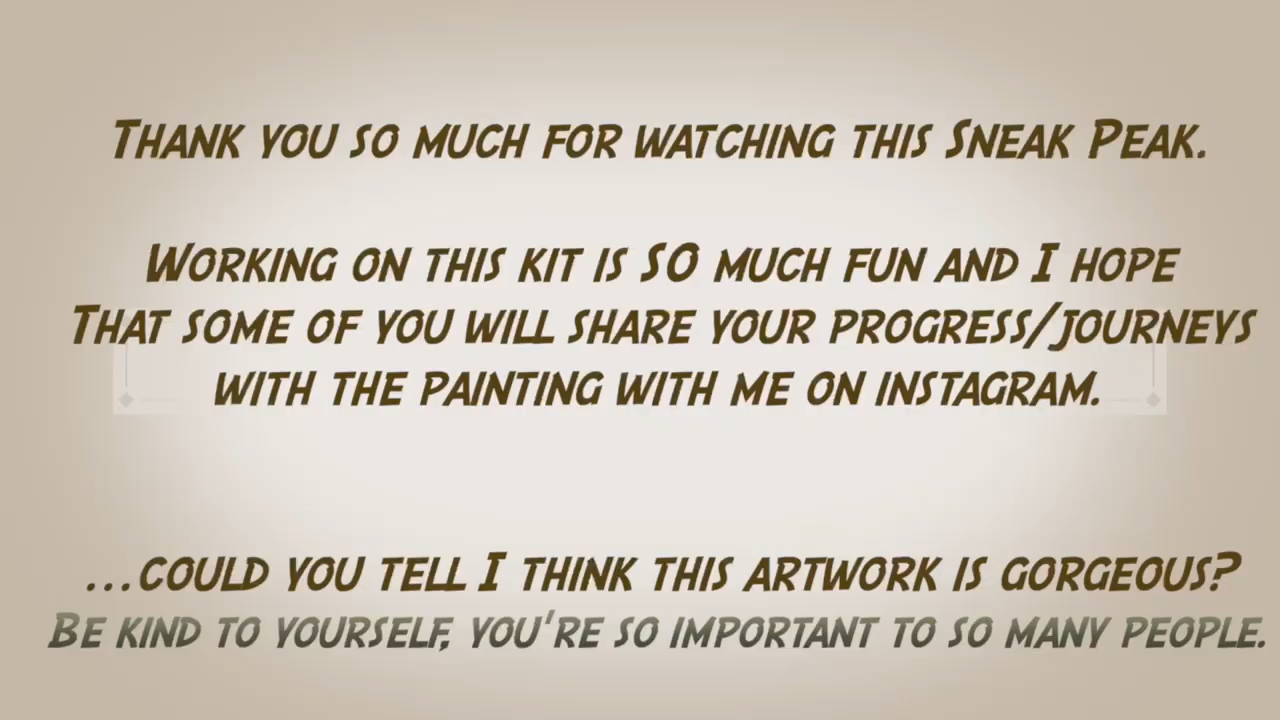 Thank you so much for watching this Sneak Peak.
Working on this kit is SO much fun and I hope
That some of you will share your progress/journeys
with the painting with me on instagram.
...could you tell I think this artwork is gorgeous?
Be kind to yourself, you're so important to so many people.